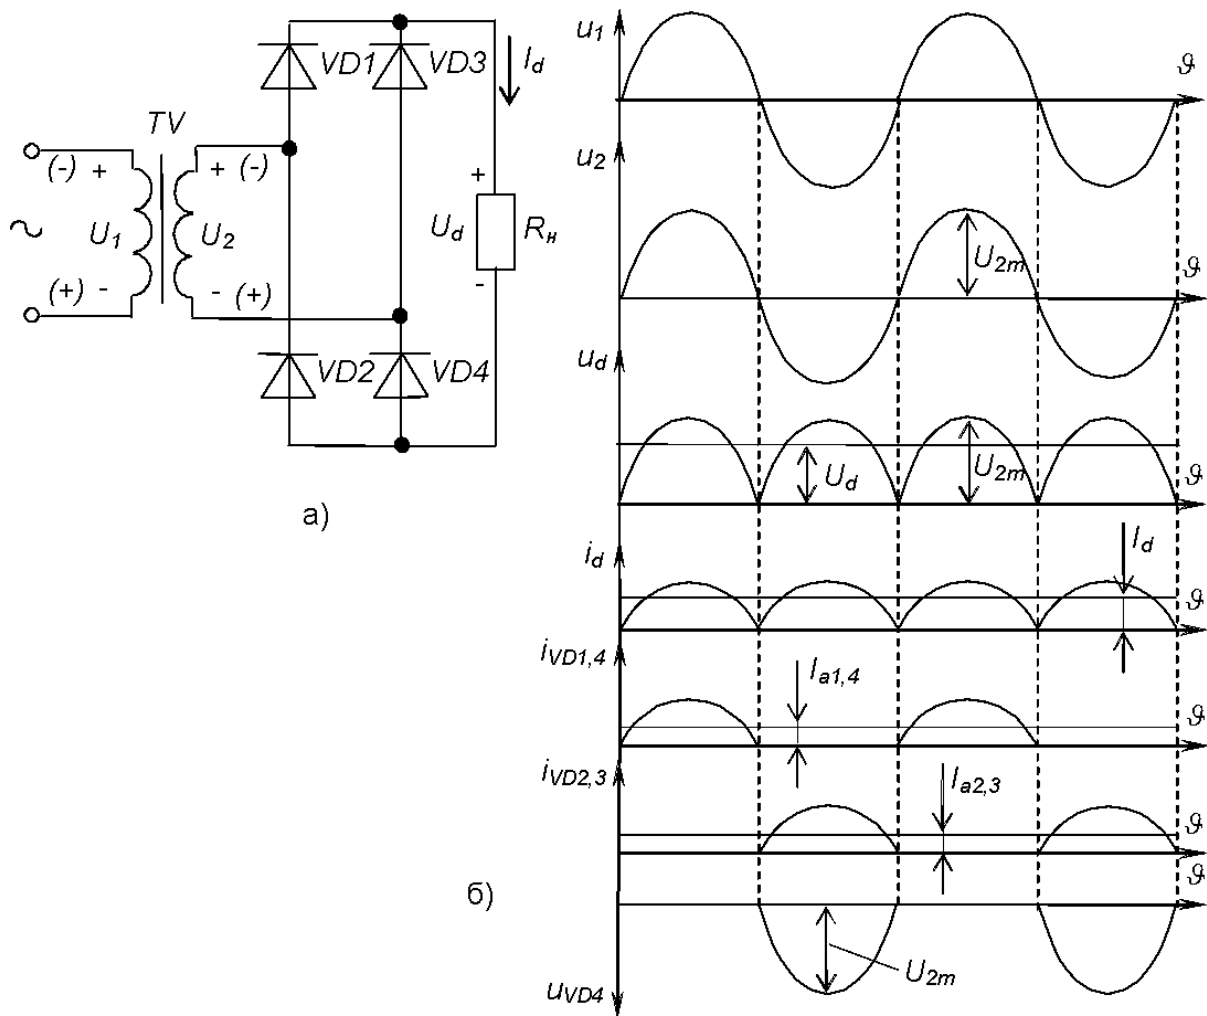 TV
VD1
VD3
I_d
(-) + + (-)
~ U_1 U_2
(+) - - (+)
+
U_d R_н
-
VD2
VD4
а)
u_1
ϑ
u_2
U_2m
ϑ
u_d
U_d
U_2m
ϑ
i_d
I_d
ϑ
i_VD1,4
I_a1,4
ϑ
i_VD2,3
I_a2,3
ϑ
ϑ
б)
U_2m
u_VD4